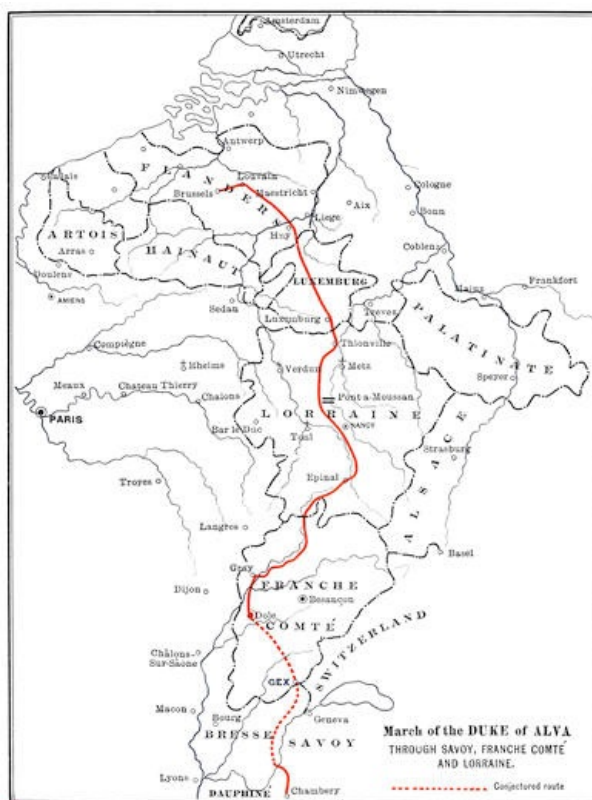 Amsterdam
Utrecht
Nimwegen
Antwerp
FLANDERS
Louvain
Brussels
Maestricht
Cologne
Aix
Bonn
Liege
ARTOIS
Huy
Arras
HAINAUT
Coblenz
Doulens
LUXEMBURG
Frankfort
Mainz
AMIENS
Sedan
Luxemburg
Treves
PALATINATE
Thionville
Compiègne
Rheims
Verdun
Metz
Speyer
Meaux
Chateau Thierry
Chalons
Pont-a-Mousson
PARIS
LORRAINE
NANCY
Bar le Duc
Toul
ALSACE
Strasburg
Troyes
Epinal
Langres
Basel
Gray
FRANCHE
Dijon
Besançon
Dole
COMTÉ
SWITZERLAND
Châlons-
Sur-Sâone
GEX
Macon
Bourg
Geneva
BRESSE
SAVOY
March of the DUKE of ALVA
THROUGH SAVOY, FRANCHE COMTÉ
AND LORRAINE.
Lyons
DAUPHINÉ
Chambery
Conjectured route